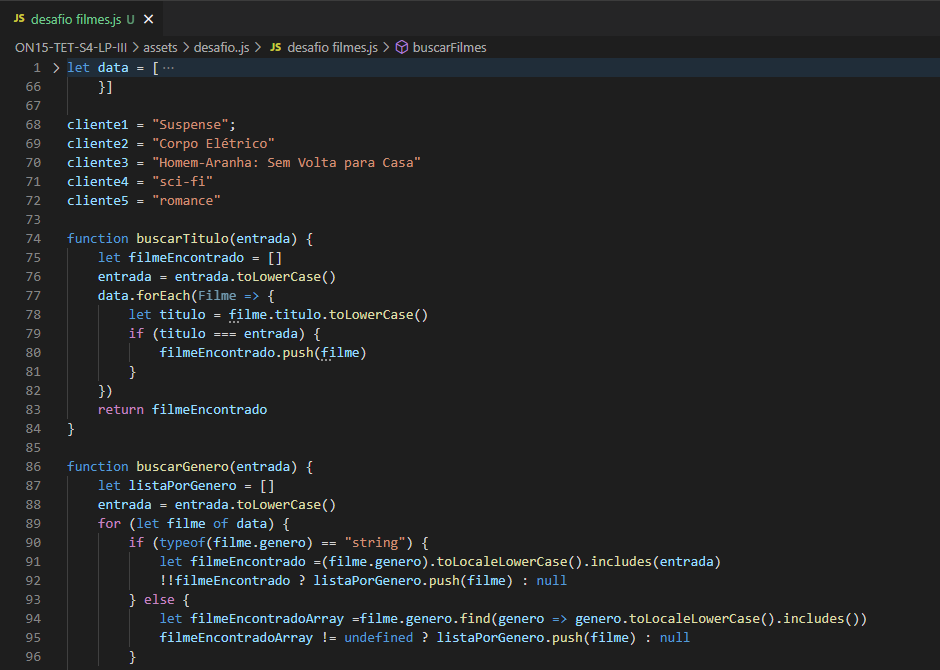 JS desafio filmes.js U ×
ON15-TET-S4-LP-III > assets > desafio.js > JS desafio filmes.js > buscarFilmes
1 > let data = [ ···
66 }]
67
68 cliente1 = "Suspense";
69 cliente2 = "Corpo Elétrico"
70 cliente3 = "Homem-Aranha: Sem Volta para Casa"
71 cliente4 = "sci-fi"
72 cliente5 = "romance"
73
74 function buscarTitulo(entrada) {
75 let filmeEncontrado = []
76 entrada = entrada.toLowerCase()
77 data.forEach(Filme => {
78 let titulo = filme.titulo.toLowerCase()
79 if (titulo === entrada) {
80 filmeEncontrado.push(filme)
81 }
82 })
83 return filmeEncontrado
84 }
85
86 function buscarGenero(entrada) {
87 let listaPorGenero = []
88 entrada = entrada.toLowerCase()
89 for (let filme of data) {
90 if (typeof(filme.genero) == "string") {
91 let filmeEncontrado =(filme.genero).toLocaleLowerCase().includes(entrada)
92 !!filmeEncontrado ? listaPorGenero.push(filme) : null
93 } else {
94 let filmeEncontradoArray =filme.genero.find(genero => genero.toLocaleLowerCase().includes())
95 filmeEncontradoArray != undefined ? listaPorGenero.push(filme) : null
96 }